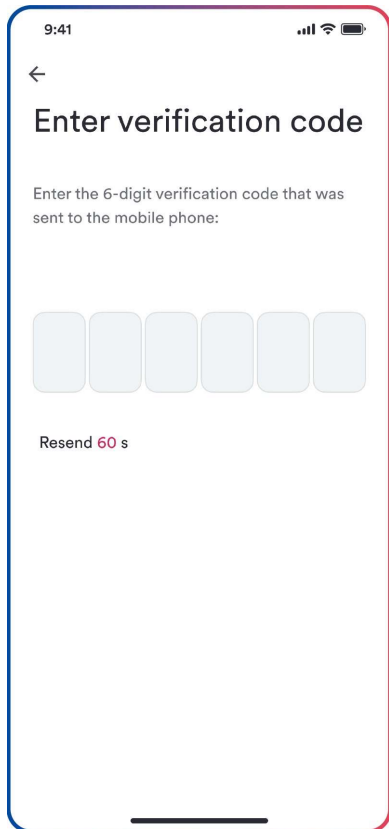 9:41
Enter verification code
Enter the 6-digit verification code that was
sent to the mobile phone:
Resend 60 s